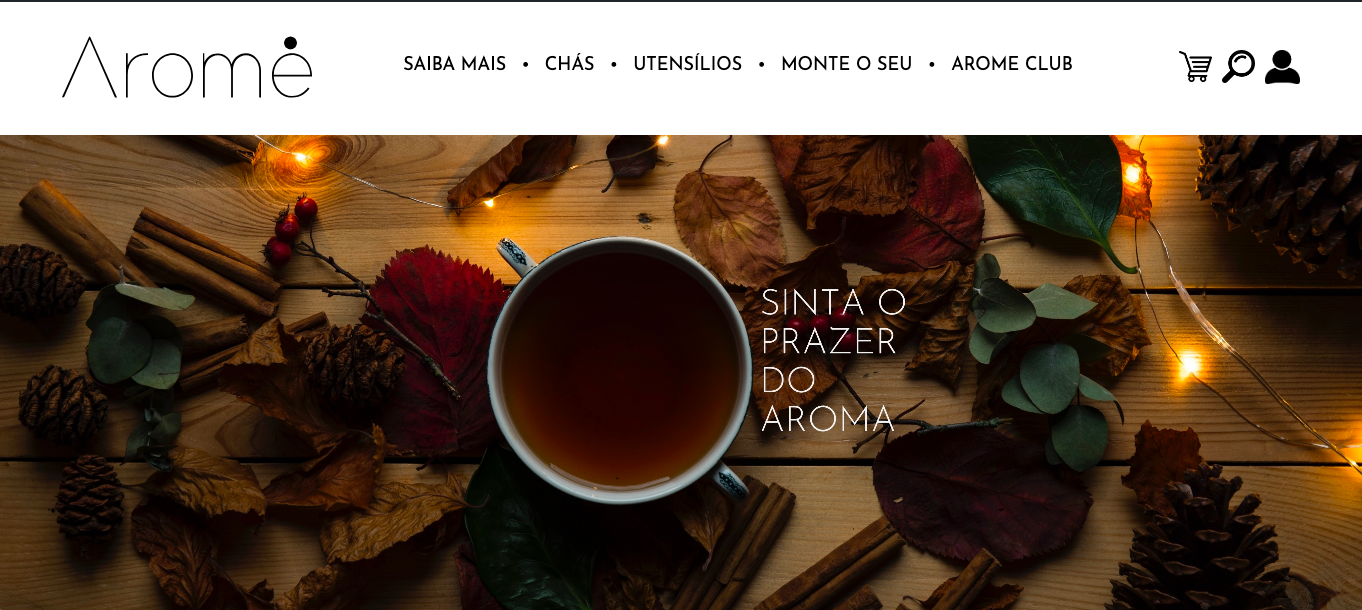 Aromė
SAIBA MAIS • CHÁS • UTENSÍLIOS • MONTE O SEU • AROME CLUB
SINTA O
PRAZER
DO
AROMA